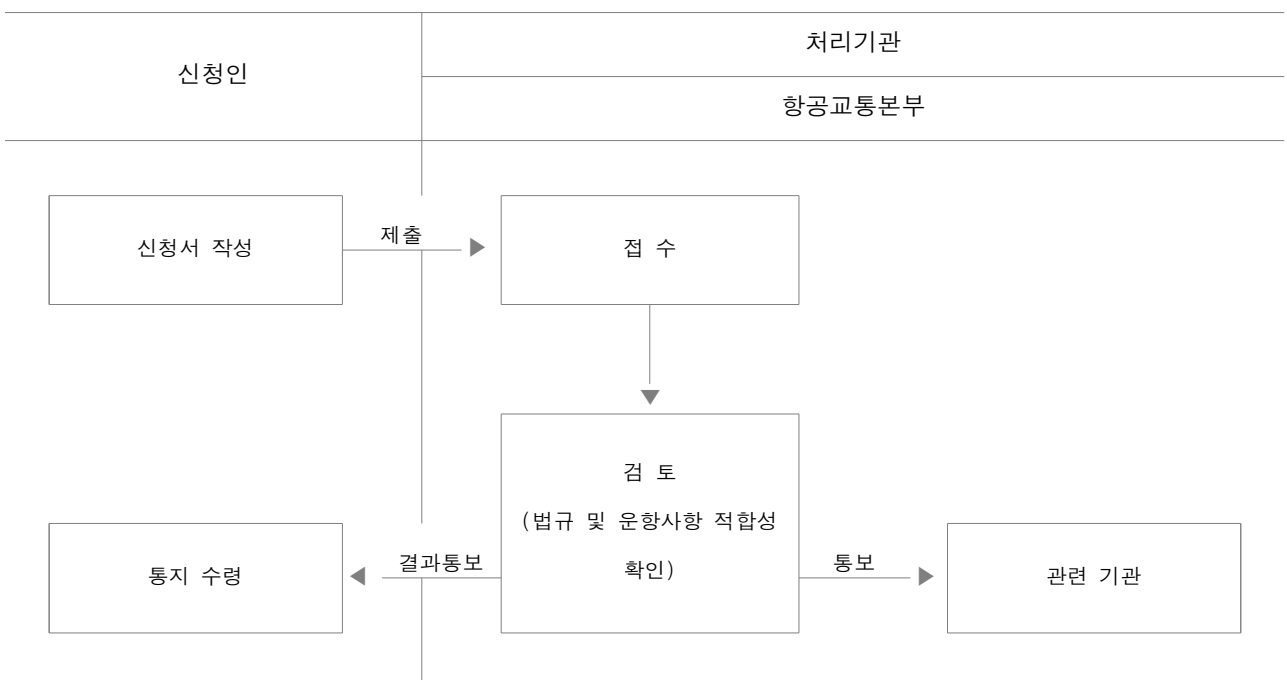 신청인
처리기관
항공교통본부
신청서 작성
제출
접 수
검 토
(법규 및 운항사항 적합성
확인)
결과통보
통보
통지 수령
관련 기관